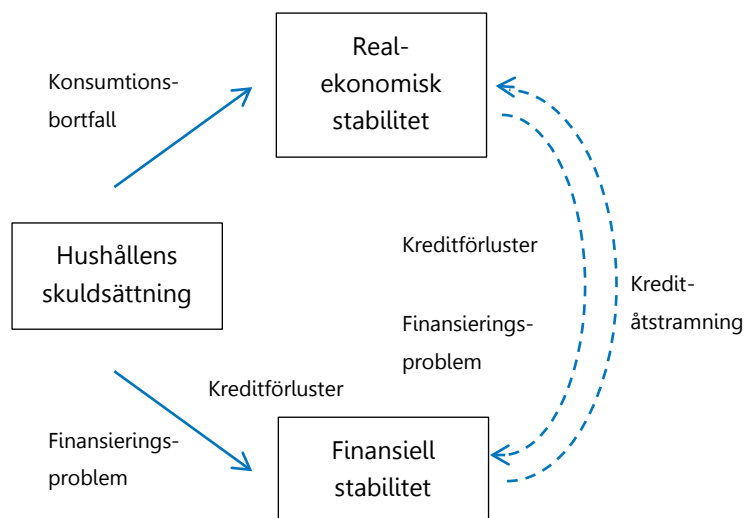 Real-
ekonomisk
stabilitet
Konsumtions-
bortfall
Hushållens
skuldsättning
Kreditförluster
Finansierings-
problem
Kredit-
åtstramning
Kreditförluster
Finansierings-
problem
Finansiell
stabilitet